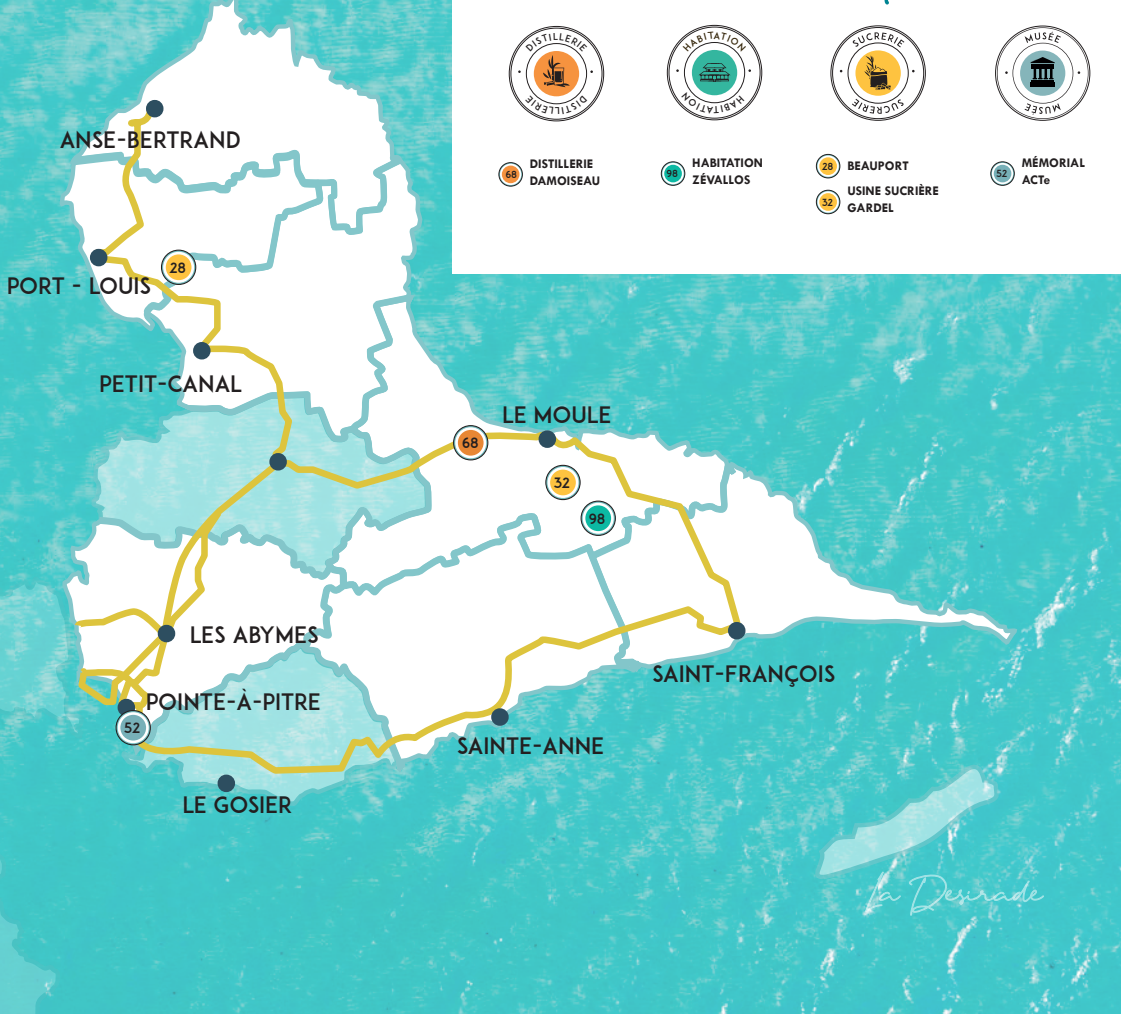 DISTILLERIE
DISTILLERIE
HABITATION
HABITATION
SUCRERIE
SUCRERIE
MUSÉE
MUSÉE
68 DISTILLERIE
DAMOISEAU
98 HABITATION
ZÉVALLOS
28 BEAUPORT
32 USINE SUCRIÈRE
GARDEL
52 MÉMORIAL
ACTe
ANSE-BERTRAND
28
PORT - LOUIS
PETIT-CANAL
LE MOULE
68
32
98
LES ABYMES
SAINT-FRANÇOIS
POINTE-À-PITRE
52
SAINTE-ANNE
LE GOSIER
La Desirade